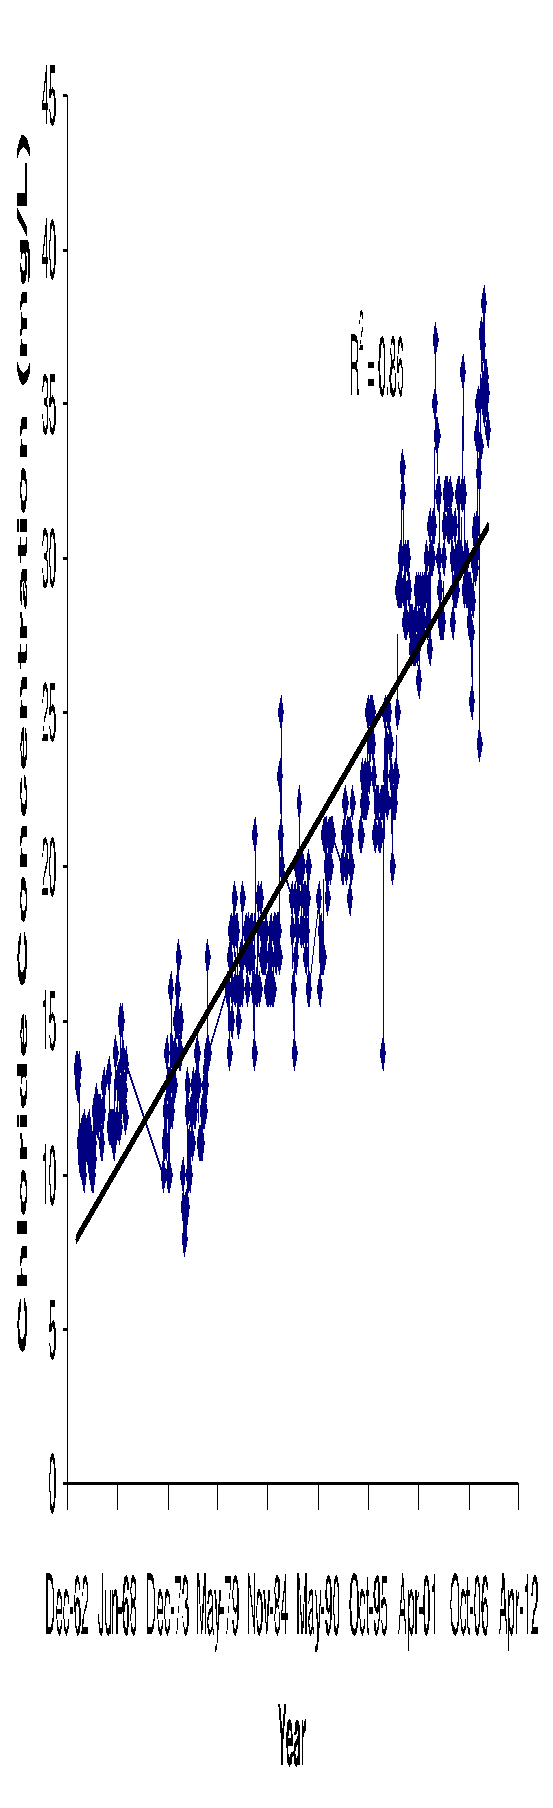 Chloride Concentration (mg/L)
45
40
35
30
25
20
15
10
5
0
R² = 0.86
Dec-62 Jun-68 Dec-73 May-79 Nov-84 May-90 Oct-95 Apr-01 Oct-06 Apr-12
Year